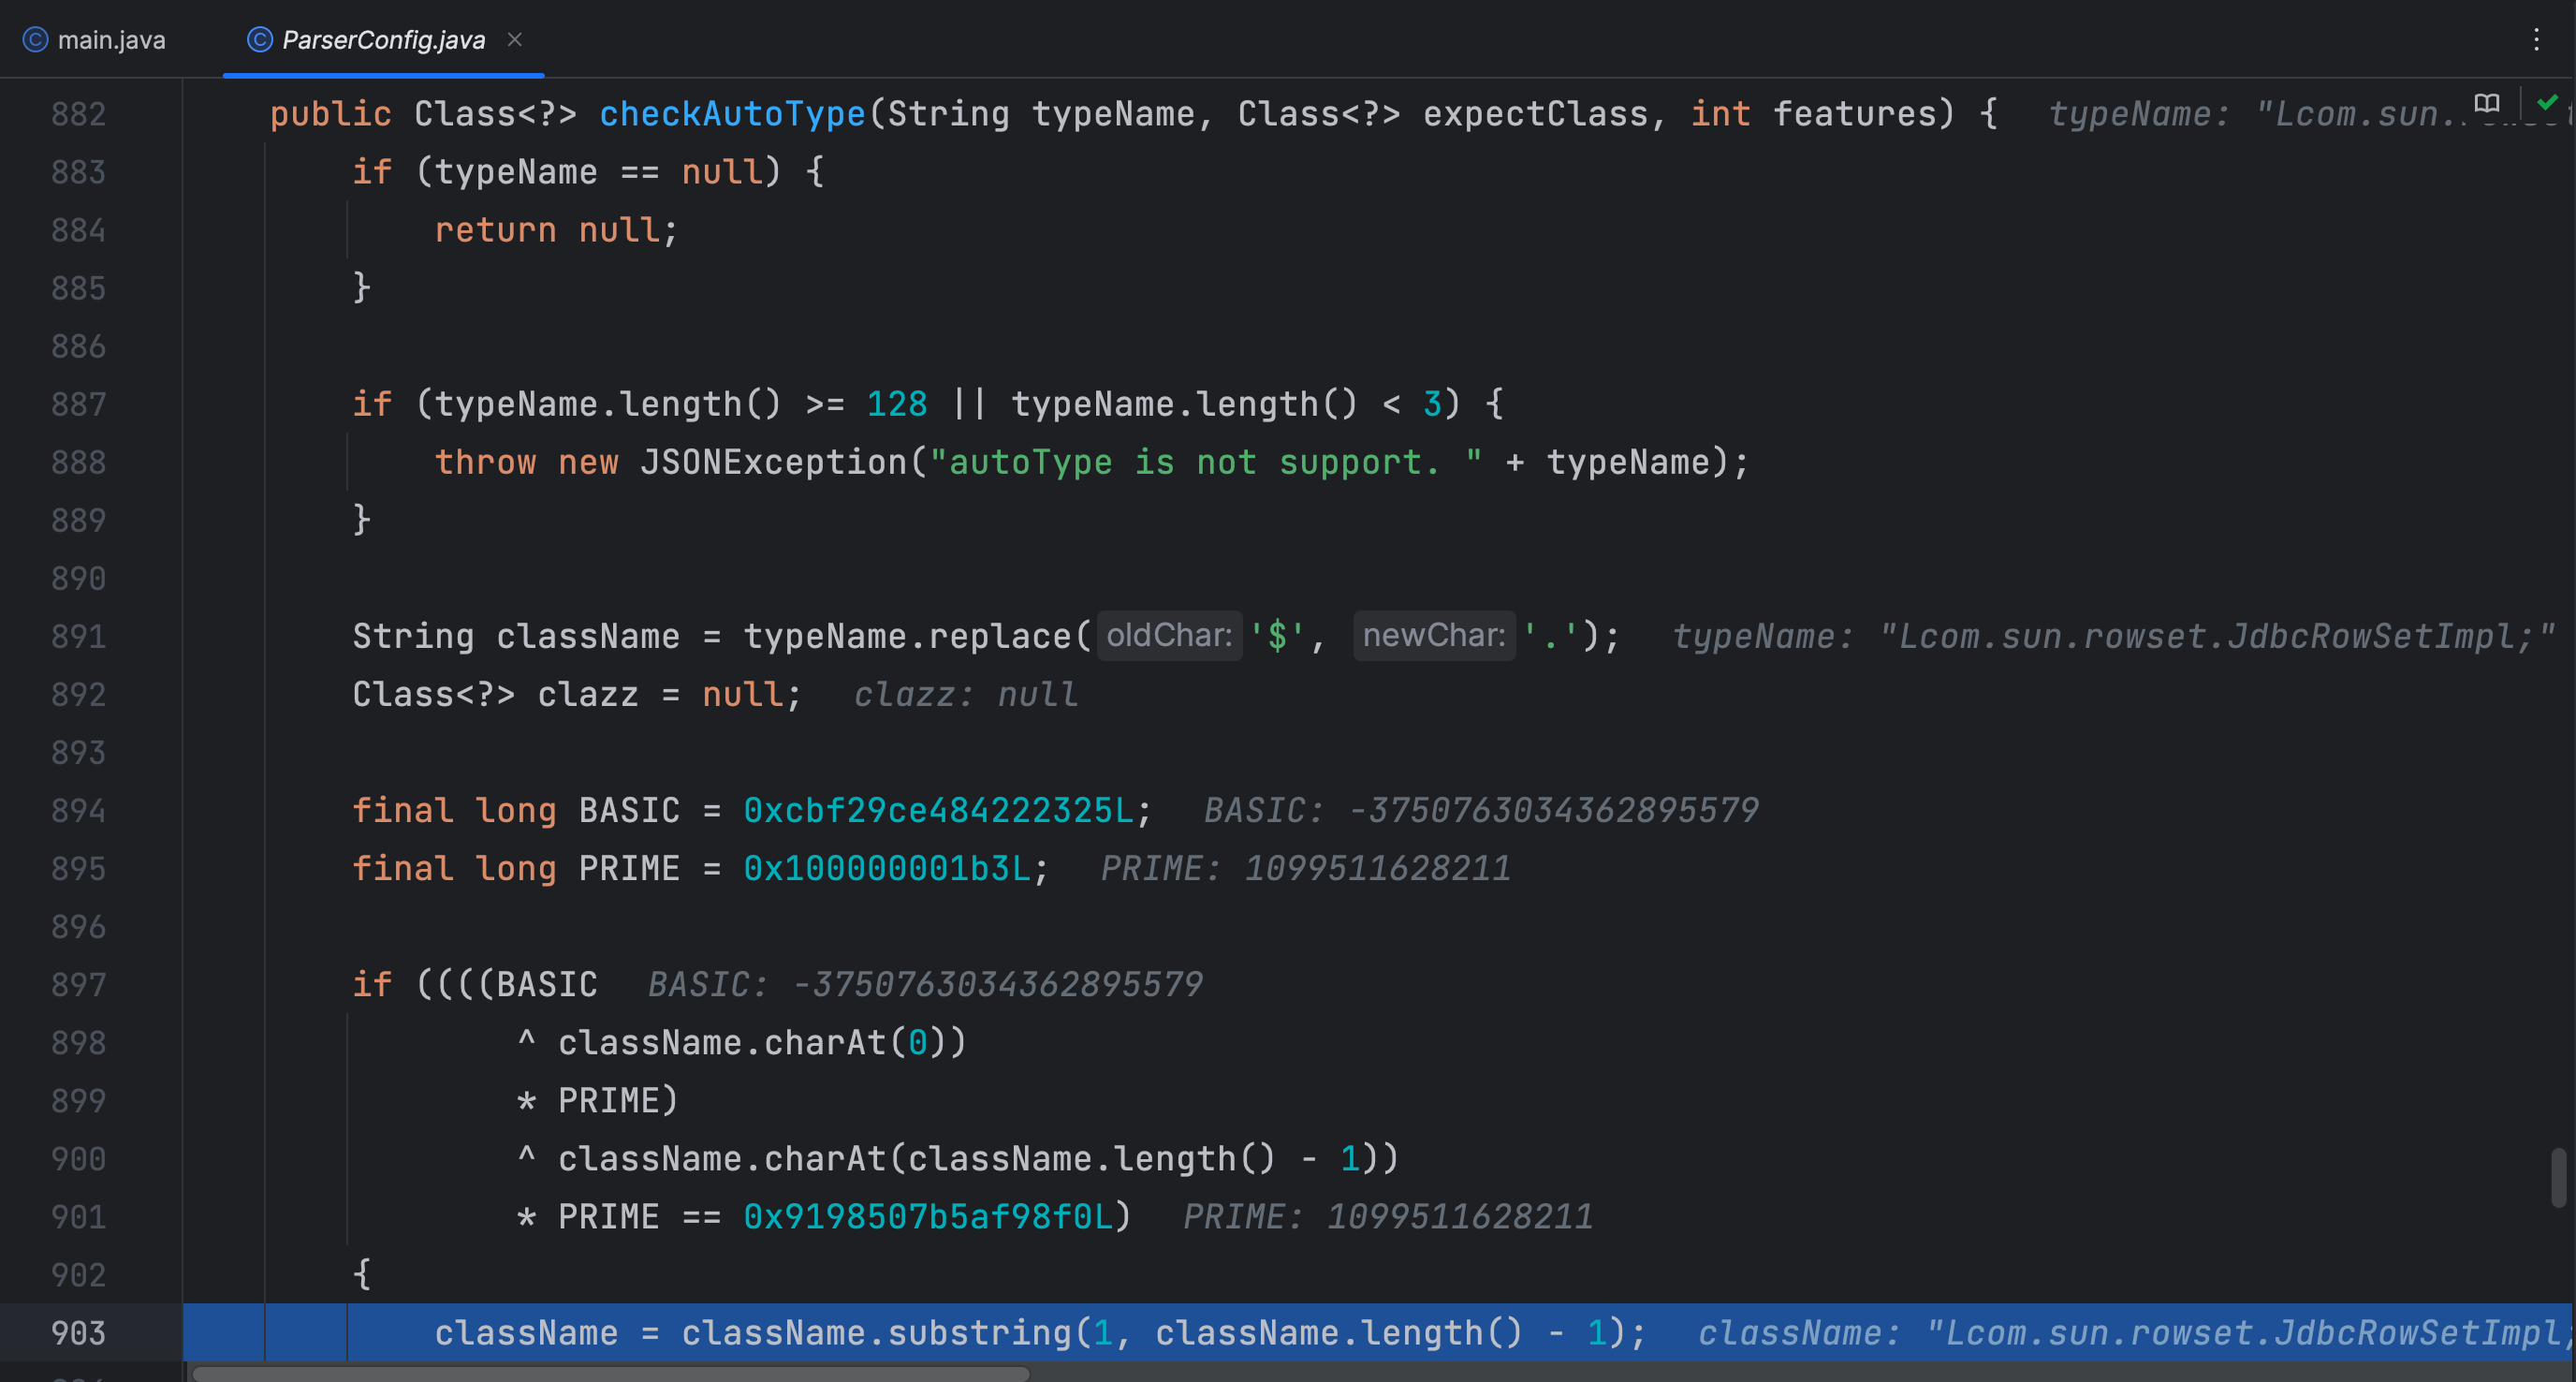 main.java ParserConfig.java
882 public Class<?> checkAutoType(String typeName, Class<?> expectClass, int features) { typeName: "Lcom.sun.
883 if (typeName == null) {
884 return null;
885 }
886
887 if (typeName.length() >= 128 || typeName.length() < 3) {
888 throw new JSONException("autoType is not support. " + typeName);
889 }
890
891 String className = typeName.replace( oldChar: '$', newChar: '.'); typeName: "Lcom.sun.rowset.JdbcRowSetImpl;"
892 Class<?> clazz = null; clazz: null
893
894 final long BASIC = 0xcbf29ce484222325L; BASIC: -3750763034362895579
895 final long PRIME = 0x100000001b3L; PRIME: 1099511628211
896
897 if ((((BASIC BASIC: -3750763034362895579
898 ^ className.charAt(0))
899 * PRIME)
900 ^ className.charAt(className.length() - 1))
901 * PRIME == 0x9198507b5af98f0L) PRIME: 1099511628211
902 {
903 className = className.substring(1, className.length() - 1); className: "Lcom.sun.rowset.JdbcRowSetImpl;